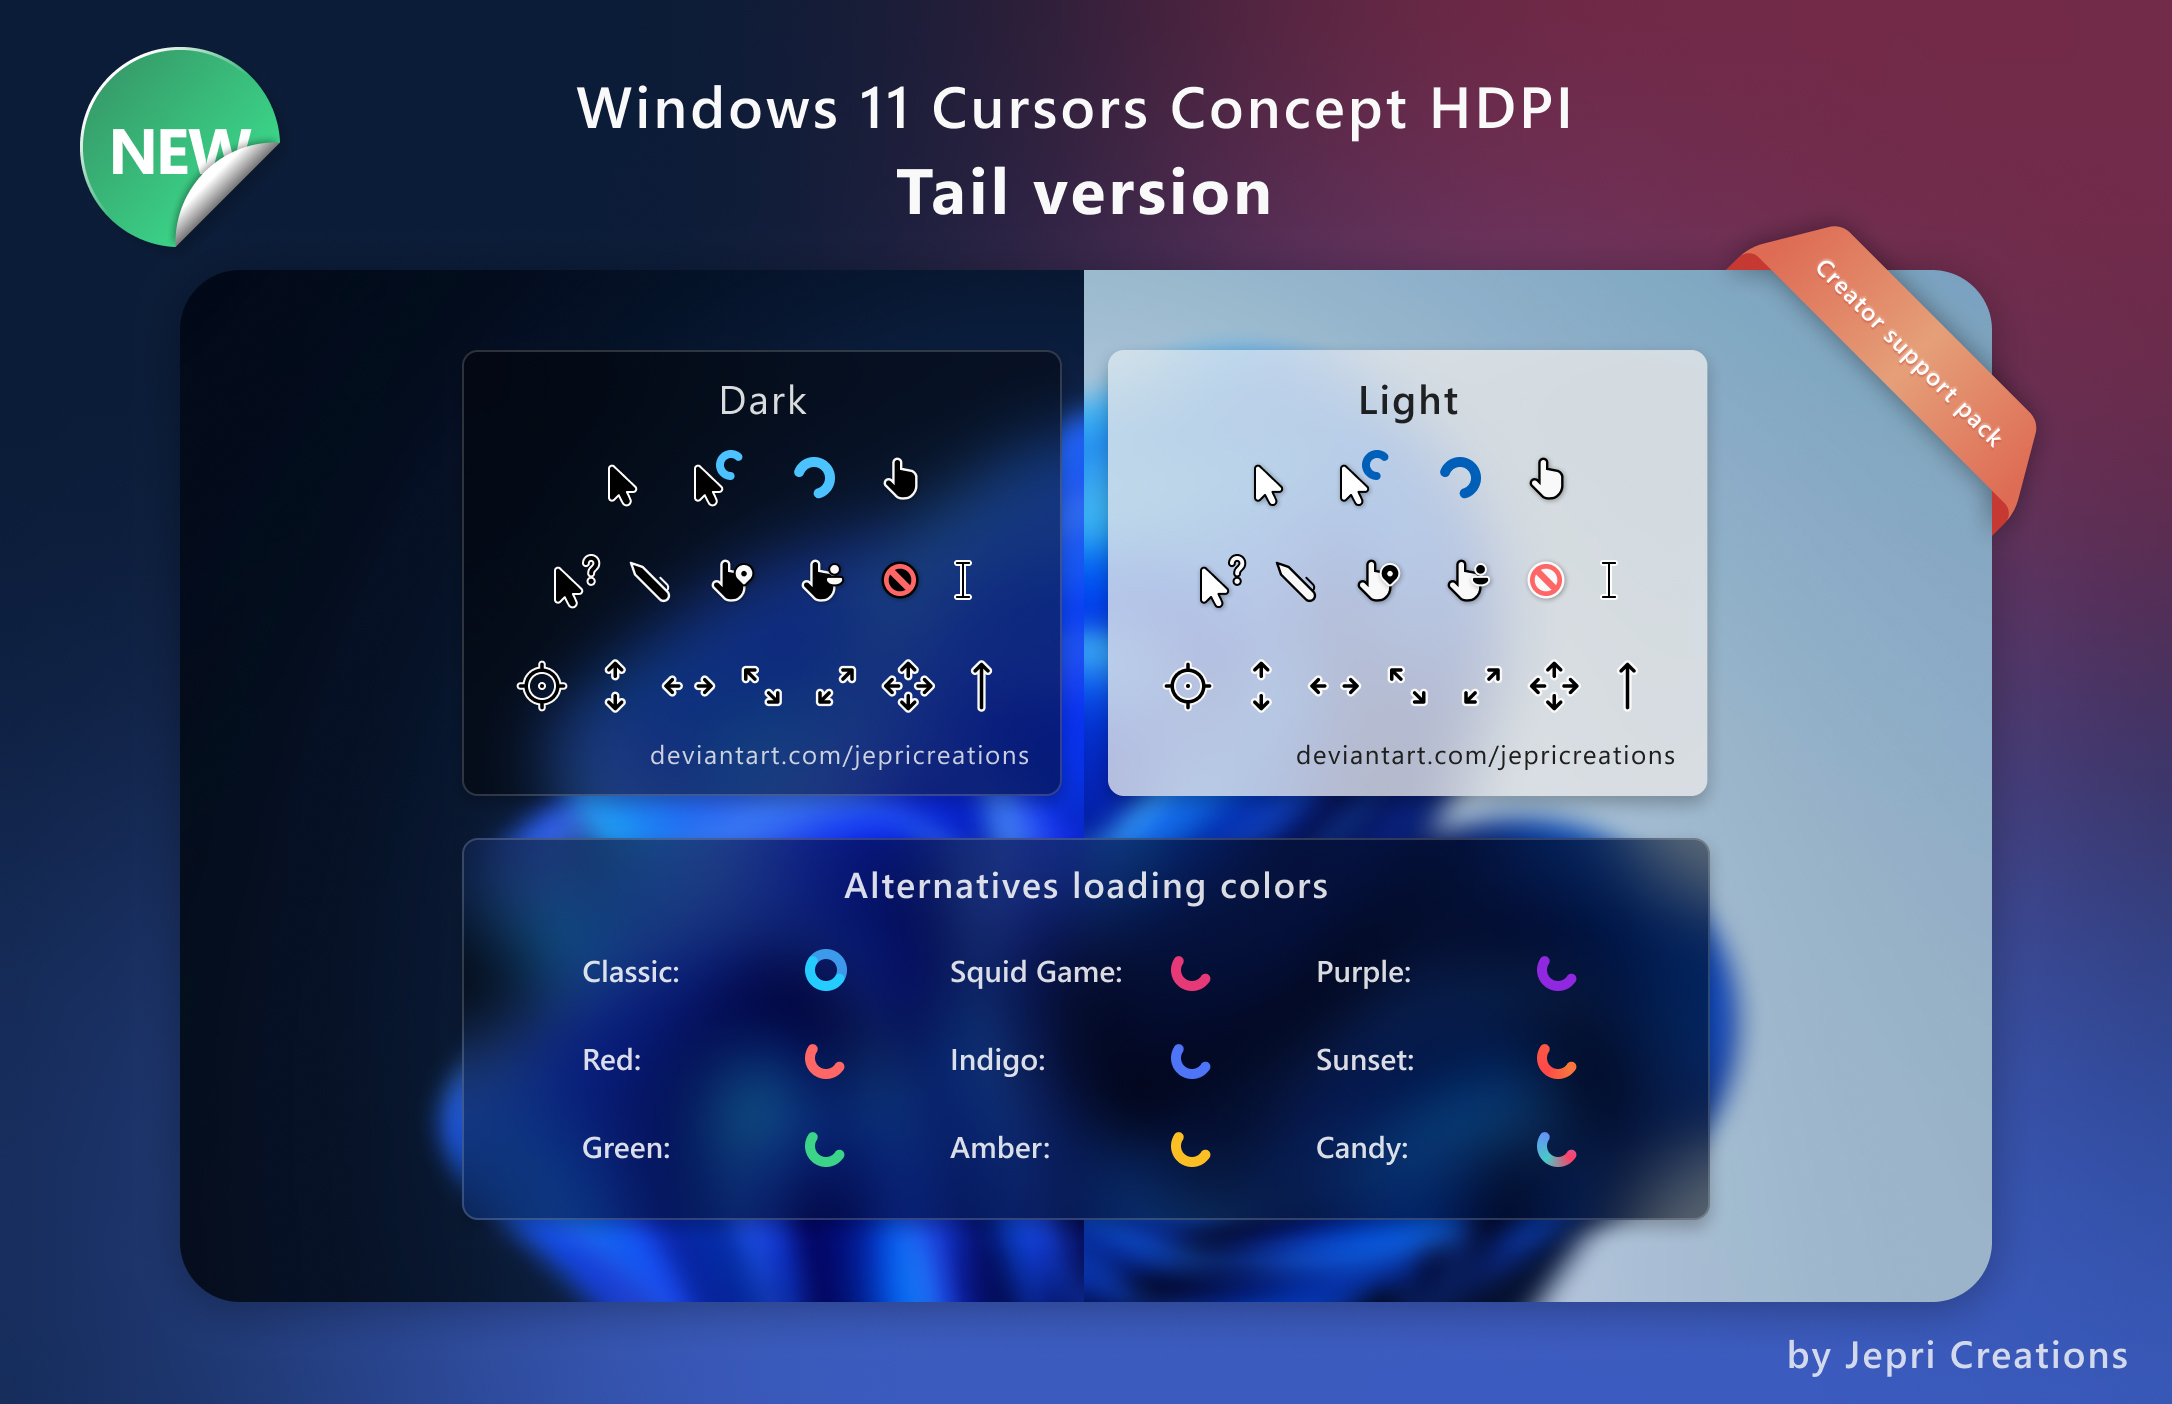 NEW
Windows 11 Cursors Concept HDPI
Tail version
Creator support pack
Dark
Light
?
?
deviantart.com/jepricreations
deviantart.com/jepricreations
Alternatives loading colors
Classic:
Squid Game:
Purple:
Red:
Indigo:
Sunset:
Green:
Amber:
Candy:
by Jepri Creations